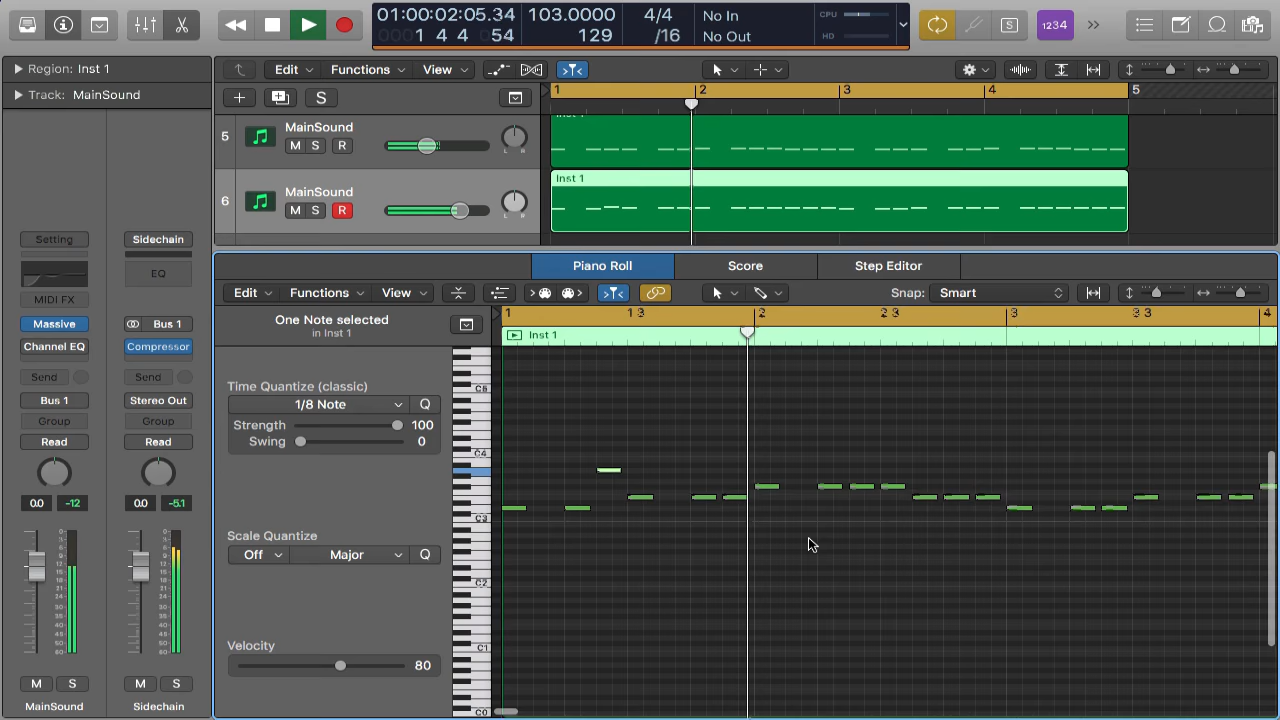 1234
01:00:02:05.34
1 4 4 54
103.0000
129
4/4
/16
No In
No Out
CPU
HD
Region: Inst 1
Track: MainSound
Edit
Functions
View
S
1
2
3
4
5
5
MainSound
M
S
R
L R
Inst 1
6
MainSound
M
S
R
L R
Inst 1
Setting
Sidechain
EQ
MIDI FX
Massive
Bus 1
Channel EQ
Compressor
Send
Send
Bus 1
Stereo Out
Group
Group
Read
Read
0.0
-12
0.0
-5.1
M
S
M
S
MainSound
Sidechain
Piano Roll
Score
Step Editor
Edit
Functions
View
Snap:
Smart
One Note selected
in Inst 1
1
1 3
2
2 3
3
3 3
4
Inst 1
Time Quantize (classic)
1/8 Note
Q
Strength
100
Swing
0
Scale Quantize
Off
Major
Q
Velocity
80
C5
C4
C3
C2
C1
C0